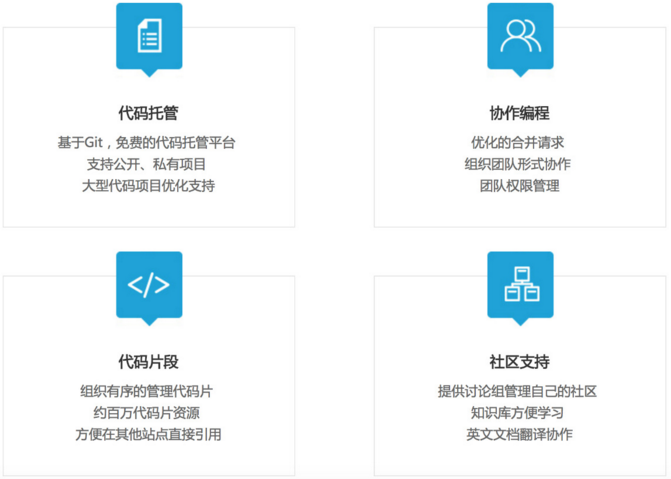 代码托管
基于Git，免费的代码托管平台
支持公开、私有项目
大型代码项目优化支持
协作编程
优化的合并请求
组织团队形式协作
团队权限管理
</>
代码片段
组织有序的管理代码片
约百万代码片资源
方便在其他站点直接引用
社区支持
提供讨论组管理自己的社区
知识库方便学习
英文文档翻译协作